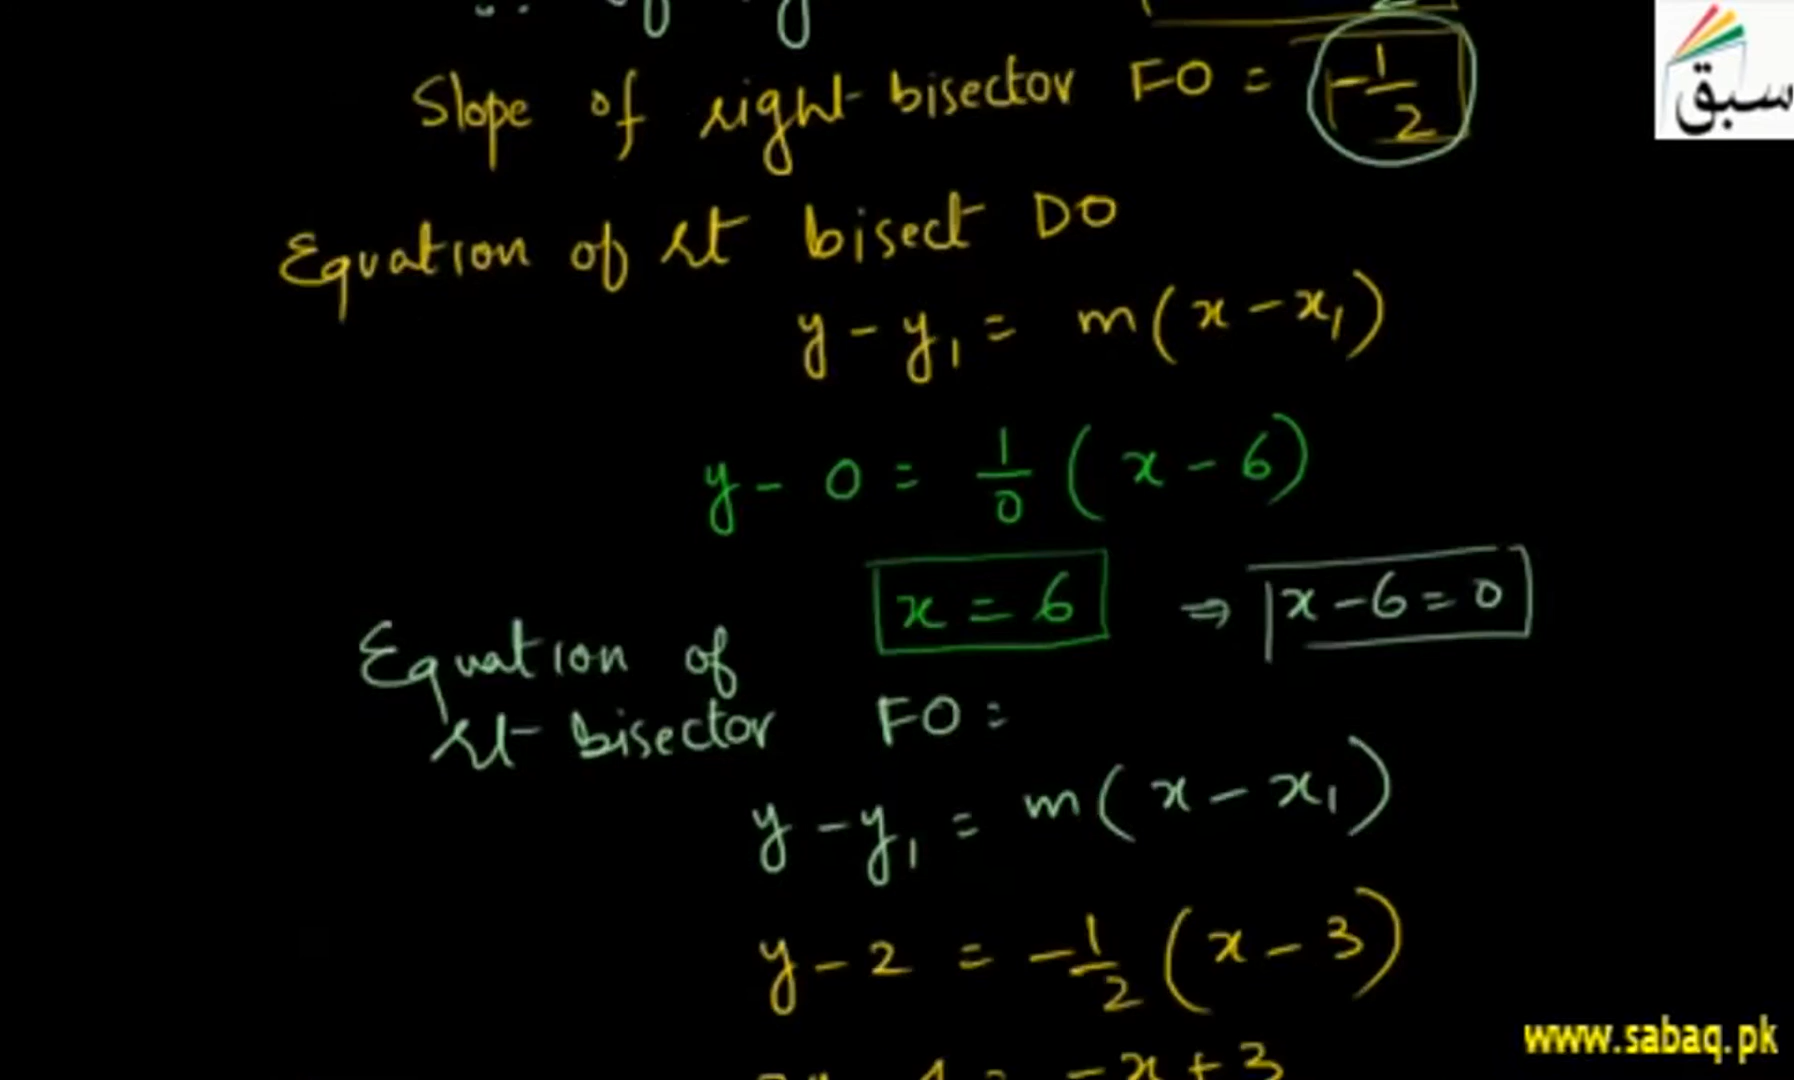 Slope of right bisector FO = -1/2
سبق
Equation of rt bisect DO
y - y₁ = m(x - x₁)
y - 0 = 1/0 (x - 6)
x = 6 ⇒ x - 6 = 0
Equation of
rt bisector FO =
y - y₁ = m(x - x₁)
y - 2 = -1/2 (x - 3)
= -x + 3
www.sabaq.pk